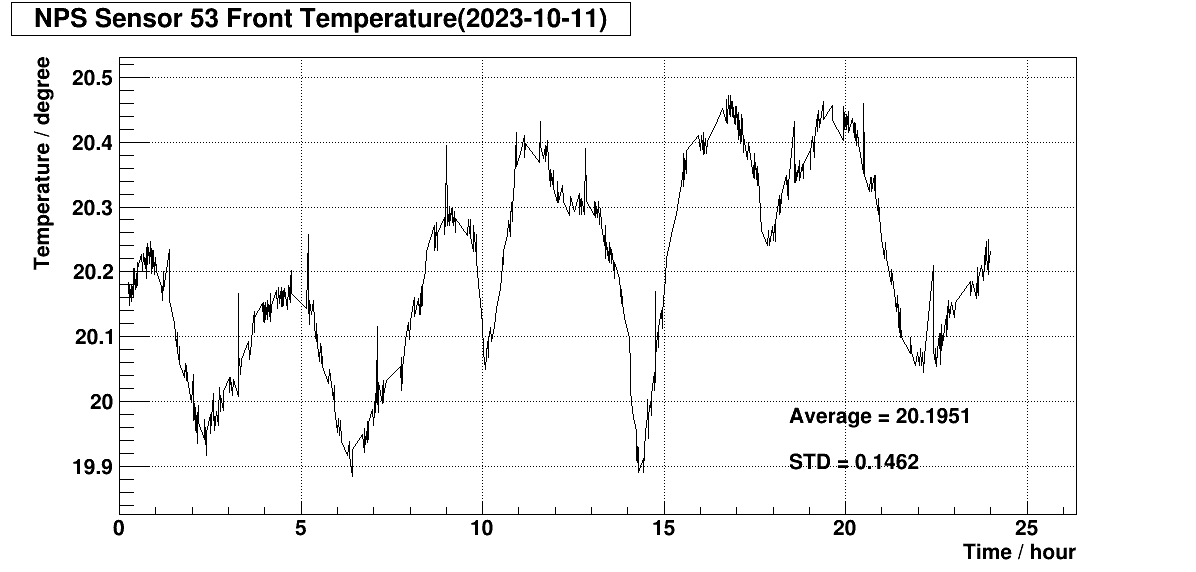 NPS Sensor 53 Front Temperature(2023-10-11)
Temperature / degree
20.5
20.4
20.3
20.2
20.1
20
19.9
Average = 20.1951
STD = 0.1462
0 5 10 15 20 25
Time / hour